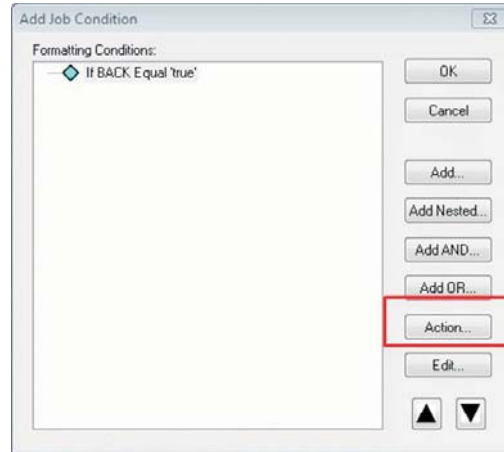 Add Job Condition
Formatting Conditions:
If BACK Equal 'true'
OK
Cancel
Add...
Add Nested...
Add AND...
Add OR...
Action...
Edit...